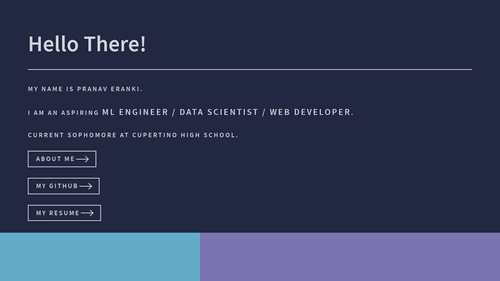 Hello There!
MY NAME IS PRANAV ERANKI.
I AM AN ASPIRING ML ENGINEER / DATA SCIENTIST / WEB DEVELOPER.
CURRENT SOPHOMORE AT CUPERTINO HIGH SCHOOL.
ABOUT ME
MY GITHUB
MY RESUME